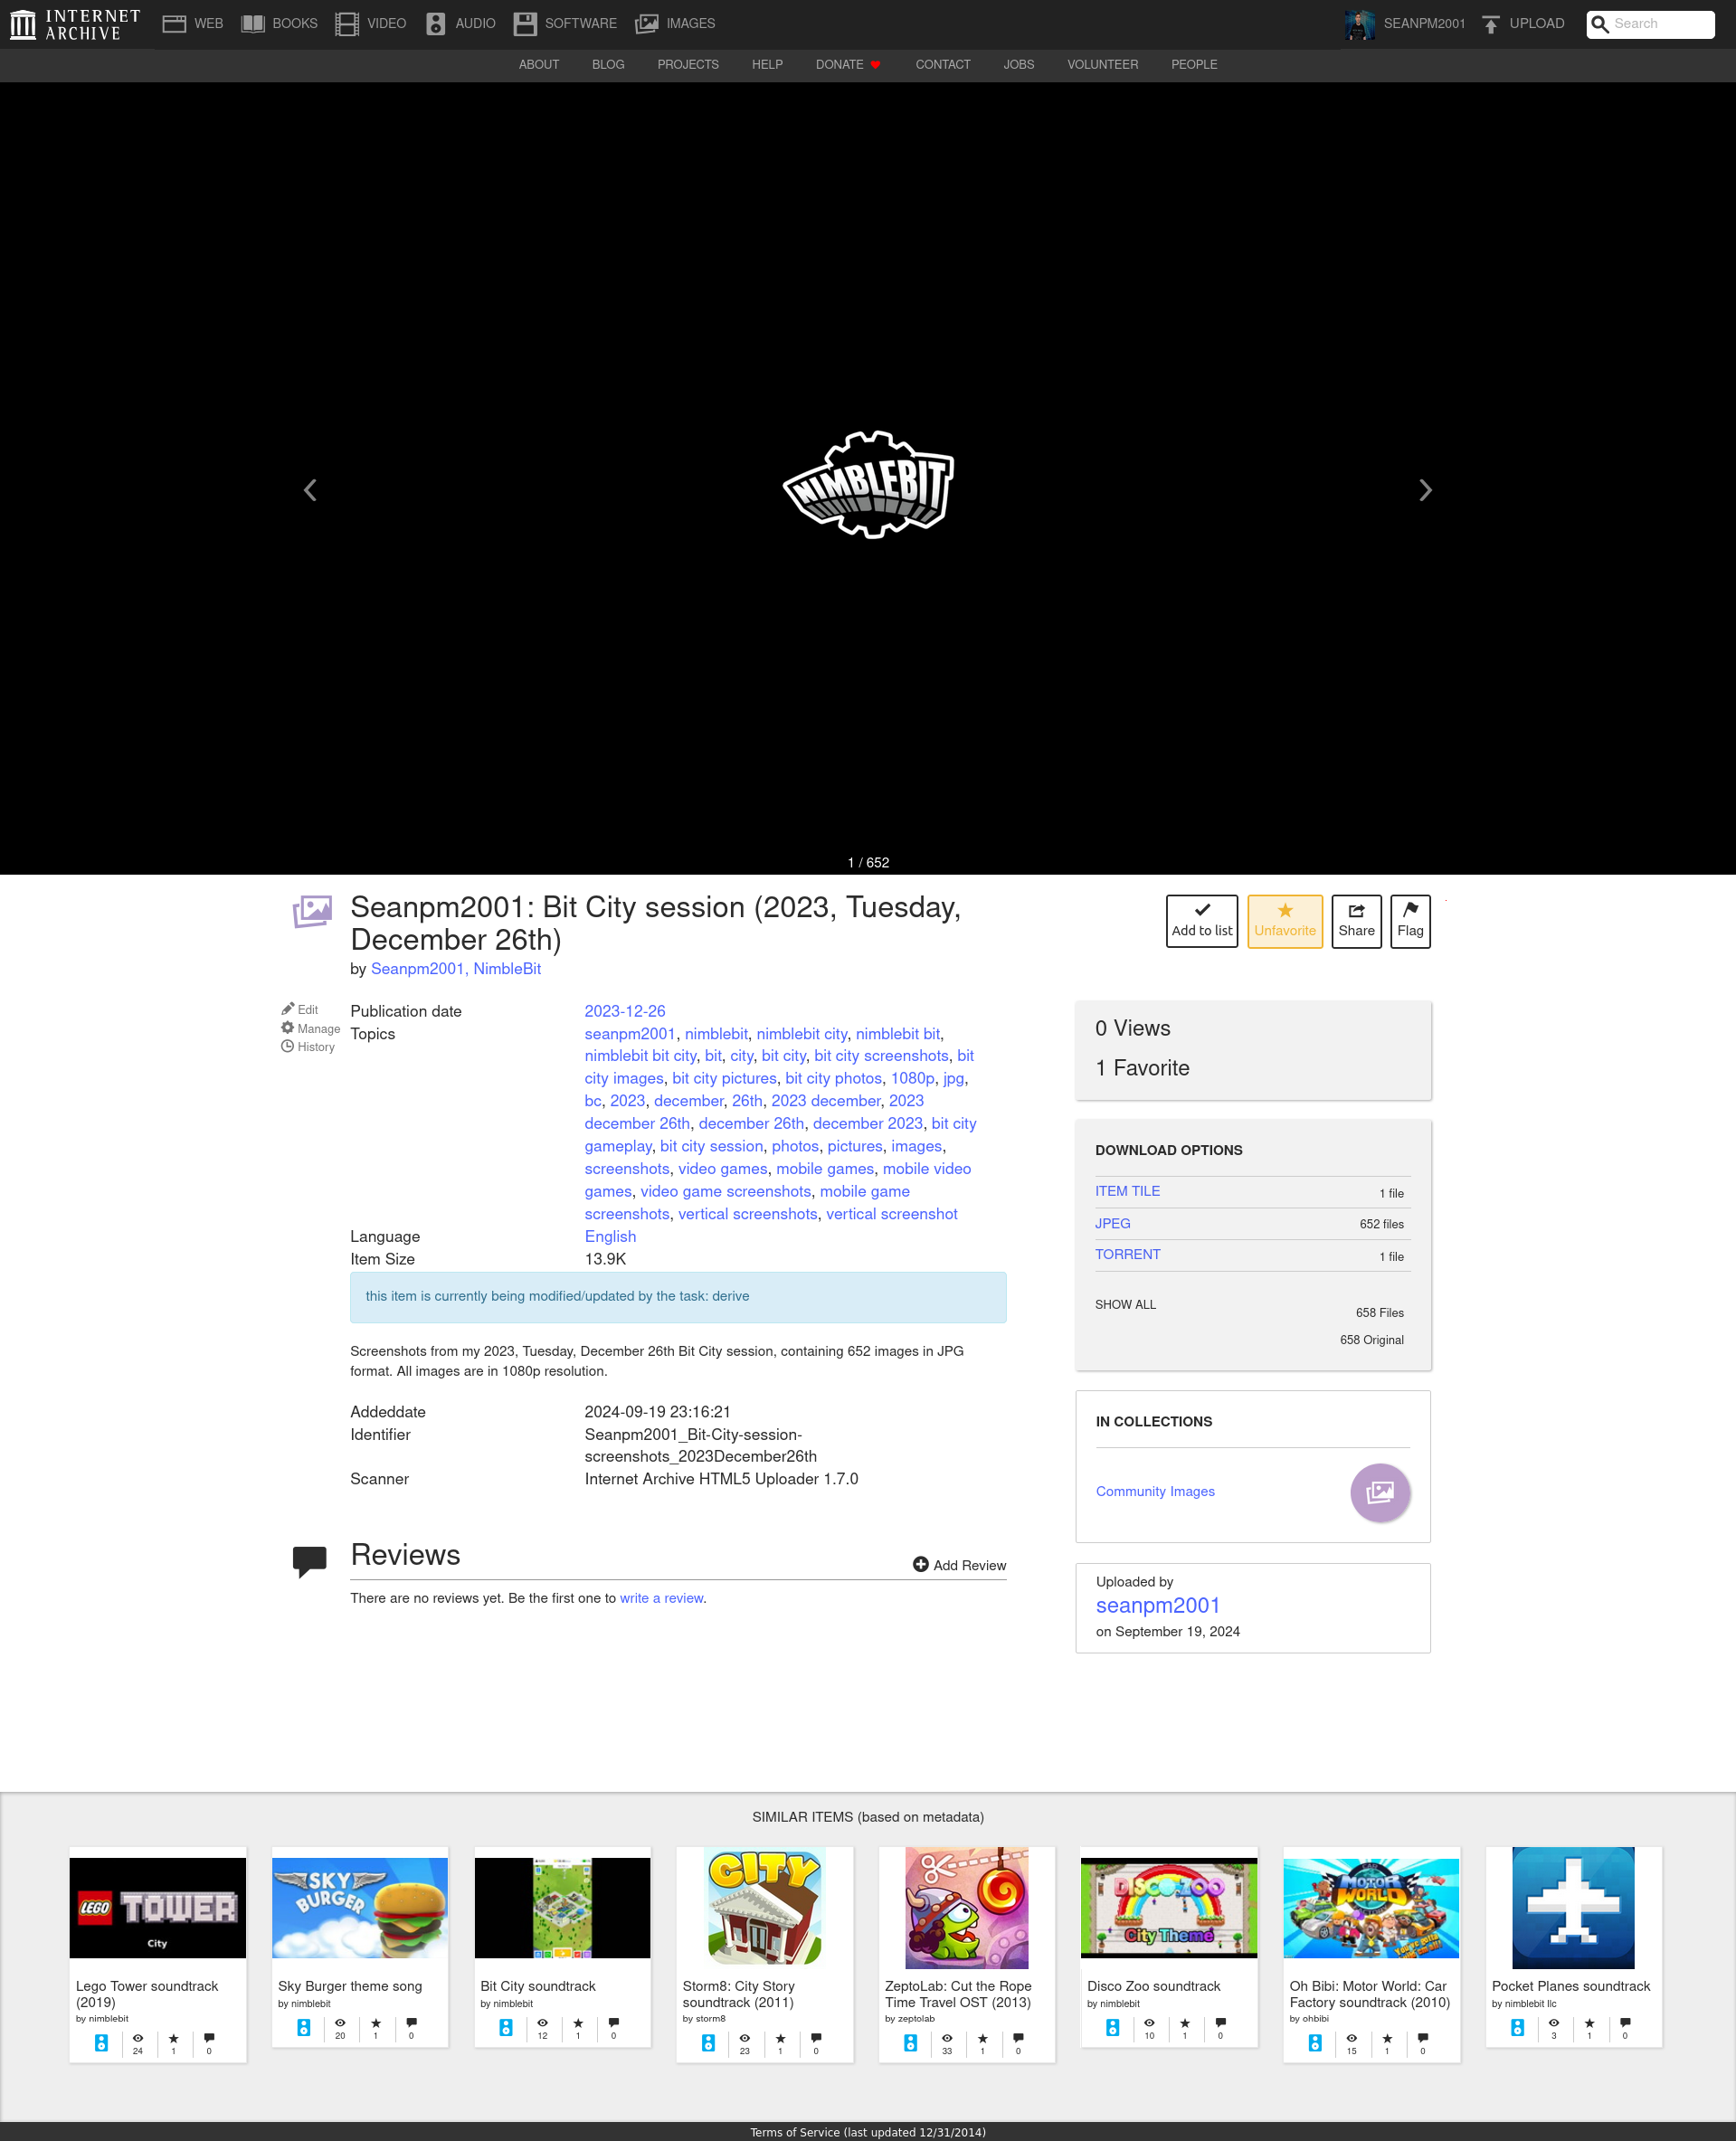 INTERNET ARCHIVE WEB BOOKS VIDEO AUDIO SOFTWARE IMAGES SEANPM2001 UPLOAD Search
ABOUT BLOG PROJECTS HELP DONATE CONTACT JOBS VOLUNTEER PEOPLE
NIMBLEBIT
1 / 652
Seanpm2001: Bit City session (2023, Tuesday,
December 26th)
by Seanpm2001, NimbleBit
Add to list Unfavorite Share Flag
Edit
Manage
History
Publication date 2023-12-26
Topics seanpm2001, nimblebit, nimblebit city, nimblebit bit,
nimblebit bit city, bit, city, bit city, bit city screenshots, bit
city images, bit city pictures, bit city photos, 1080p, jpg,
bc, 2023, december, 26th, 2023 december, 2023
december 26th, december 26th, december 2023, bit city
gameplay, bit city session, photos, pictures, images,
screenshots, video games, mobile games, mobile video
games, video game screenshots, mobile game
screenshots, vertical screenshots, vertical screenshot
Language English
Item Size 13.9K
this item is currently being modified/updated by the task: derive
Screenshots from my 2023, Tuesday, December 26th Bit City session, containing 652 images in JPG
format. All images are in 1080p resolution.
Addeddate 2024-09-19 23:16:21
Identifier Seanpm2001_Bit-City-session-
screenshots_2023December26th
Scanner Internet Archive HTML5 Uploader 1.7.0
Reviews
Add Review
There are no reviews yet. Be the first one to write a review.
0 Views
1 Favorite
DOWNLOAD OPTIONS
ITEM TILE 1 file
JPEG 652 files
TORRENT 1 file
SHOW ALL 658 Files
658 Original
IN COLLECTIONS
Community Images
Uploaded by
seanpm2001
on September 19, 2024
SIMILAR ITEMS (based on metadata)
LEGO TOWER
City
Lego Tower soundtrack
(2019)
by nimblebit
24 1 0
SKY
BURGER
Sky Burger theme song
by nimblebit
20 1 0
Bit City soundtrack
by nimblebit
12 1 0
CITY
Storm8: City Story
soundtrack (2011)
by storm8
23 1 0
ZeptoLab: Cut the Rope
Time Travel OST (2013)
by zeptolab
33 1 0
DISCO ZOO
City Theme
Disco Zoo soundtrack
by nimblebit
10 1 0
MOTOR
WORLD
Oh Bibi: Motor World: Car
Factory soundtrack (2010)
by ohbibi
15 1 0
Pocket Planes soundtrack
by nimblebit llc
3 1 0
Terms of Service (last updated 12/31/2014)